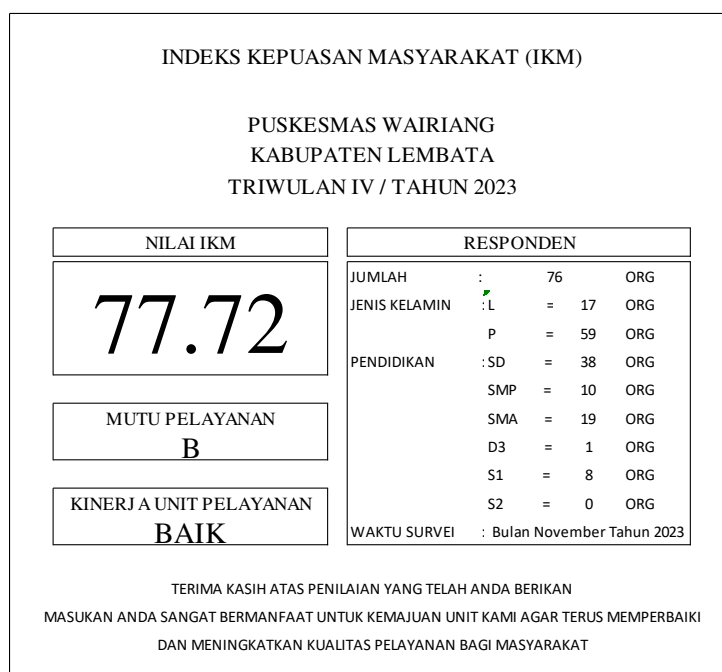 INDEKS KEPUASAN MASYARAKAT (IKM)
PUSKESMAS WAIRIANG
KABUPATEN LEMBATA
TRIWULAN IV / TAHUN 2023
NILAI IKM
77.72
MUTU PELAYANAN
B
KINERJA UNIT PELAYANAN
BAIK
RESPONDEN
JUMLAH : 76 ORG
JENIS KELAMIN : L = 17 ORG
P = 59 ORG
PENDIDIKAN : SD = 38 ORG
SMP = 10 ORG
SMA = 19 ORG
D3 = 1 ORG
S1 = 8 ORG
S2 = 0 ORG
WAKTU SURVEI : Bulan November Tahun 2023
TERIMA KASIH ATAS PENILAIAN YANG TELAH ANDA BERIKAN
MASUKAN ANDA SANGAT BERMANFAAT UNTUK KEMAJUAN UNIT KAMI AGAR TERUS MEMPERBAIKI
DAN MENINGKATKAN KUALITAS PELAYANAN BAGI MASYARAKAT